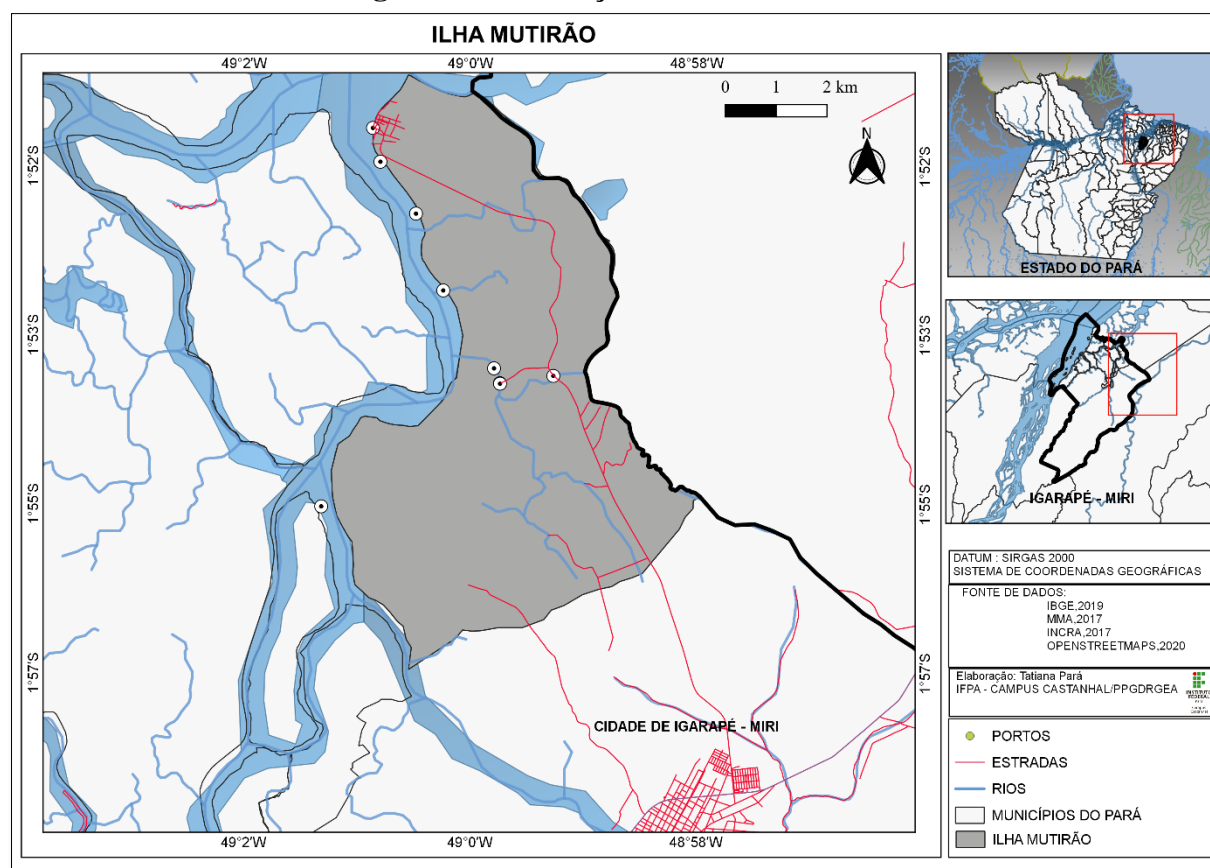 ILHA MUTIRÃO
49°2'W 49°0'W 48°58'W
0 1 2 km
N
1°52'S 1°52'S
1°53'S 1°53'S
1°55'S 1°55'S
1°57'S 1°57'S
CIDADE DE IGARAPÉ - MIRI
49°2'W 49°0'W 48°58'W
ESTADO DO PARÁ
IGARAPÉ - MIRI
DATUM : SIRGAS 2000
SISTEMA DE COORDENADAS GEOGRÁFICAS
FONTE DE DADOS:
IBGE,2019
MMA,2017
INCRA,2017
OPENSTREETMAPS,2020
Elaboração: Tatiana Pará
IFPA - CAMPUS CASTANHAL/PPGDRGEA
INSTITUTO
FEDERAL
PORTOS
ESTRADAS
RIOS
MUNICÍPIOS DO PARÁ
ILHA MUTIRÃO